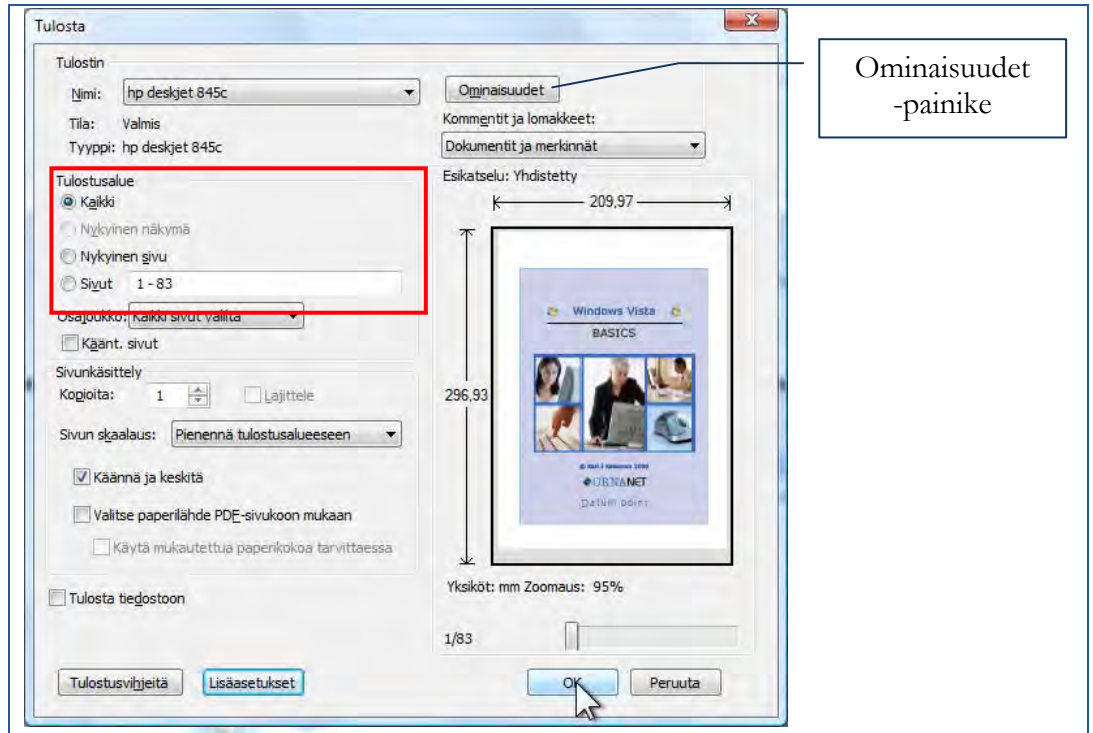 Tulosta
Tulostin
Nimi: hp deskjet 845c
Ominaisuudet
Tila: Valmis
Tyyppi: hp deskjet 845c
Kommentit ja lomakkeet:
Dokumentit ja merkinnät
Ominaisuudet
-painike
Tulostusalue
Kaikki
Nykyinen näkymä
Nykyinen sivu
Sivut 1 - 83
Osajoukko: Kaikki sivut väliltä
Käänt. sivut
Sivunkäsittely
Kopioita: 1 Lajittele
Sivun skaalaus: Pienennä tulostusalueeseen
Käännä ja keskitä
Valitse paperilähde PDF-sivukoon mukaan
Käytä mukautettua paperikokoa tarvittaessa
Tulosta tiedostoon
Esikatselu: Yhdistetty
209,97
296,93
Windows Vista
BASICS
Datum point
Yksiköt: mm Zoomaus: 95%
1/83
Tulostusvihjeitä
Lisäasetukset
OK
Peruuta